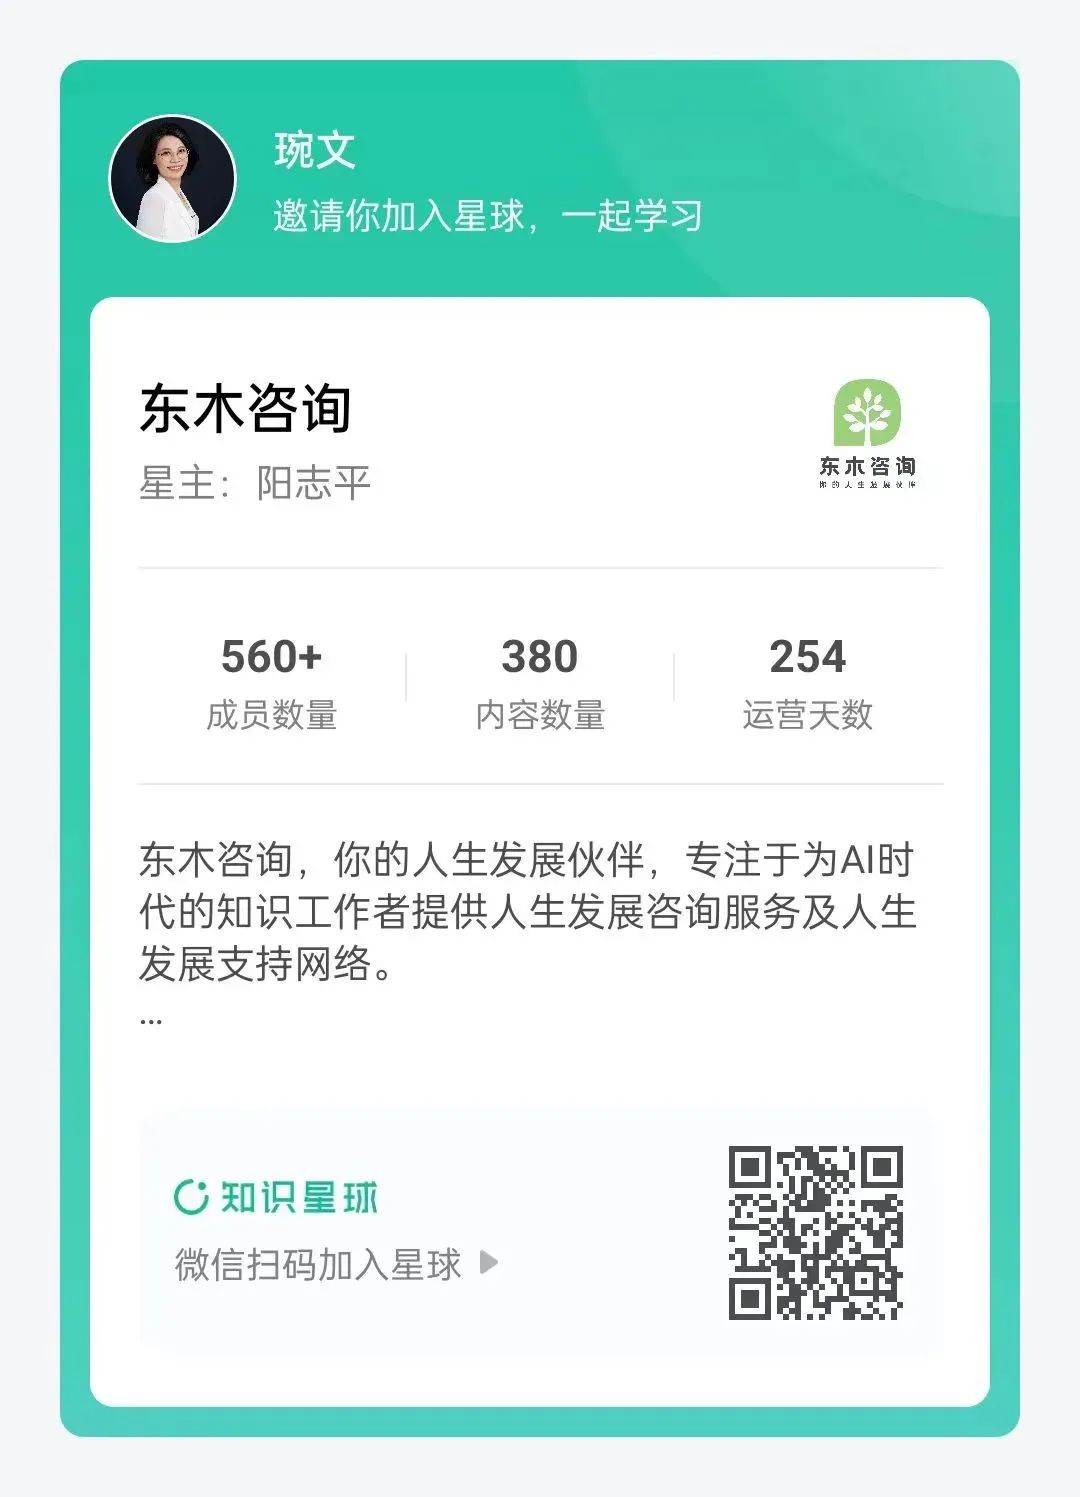 琬文
邀请你加入星球，一起学习
东木咨询
星主：阳志平
东木咨询
你的人生发展伙伴
560+
380
254
成员数量
内容数量
运营天数
东木咨询，你的人生发展伙伴，专注于为AI时
代的知识工作者提供人生发展咨询服务及人生
发展支持网络。
...
知识星球
微信扫码加入星球